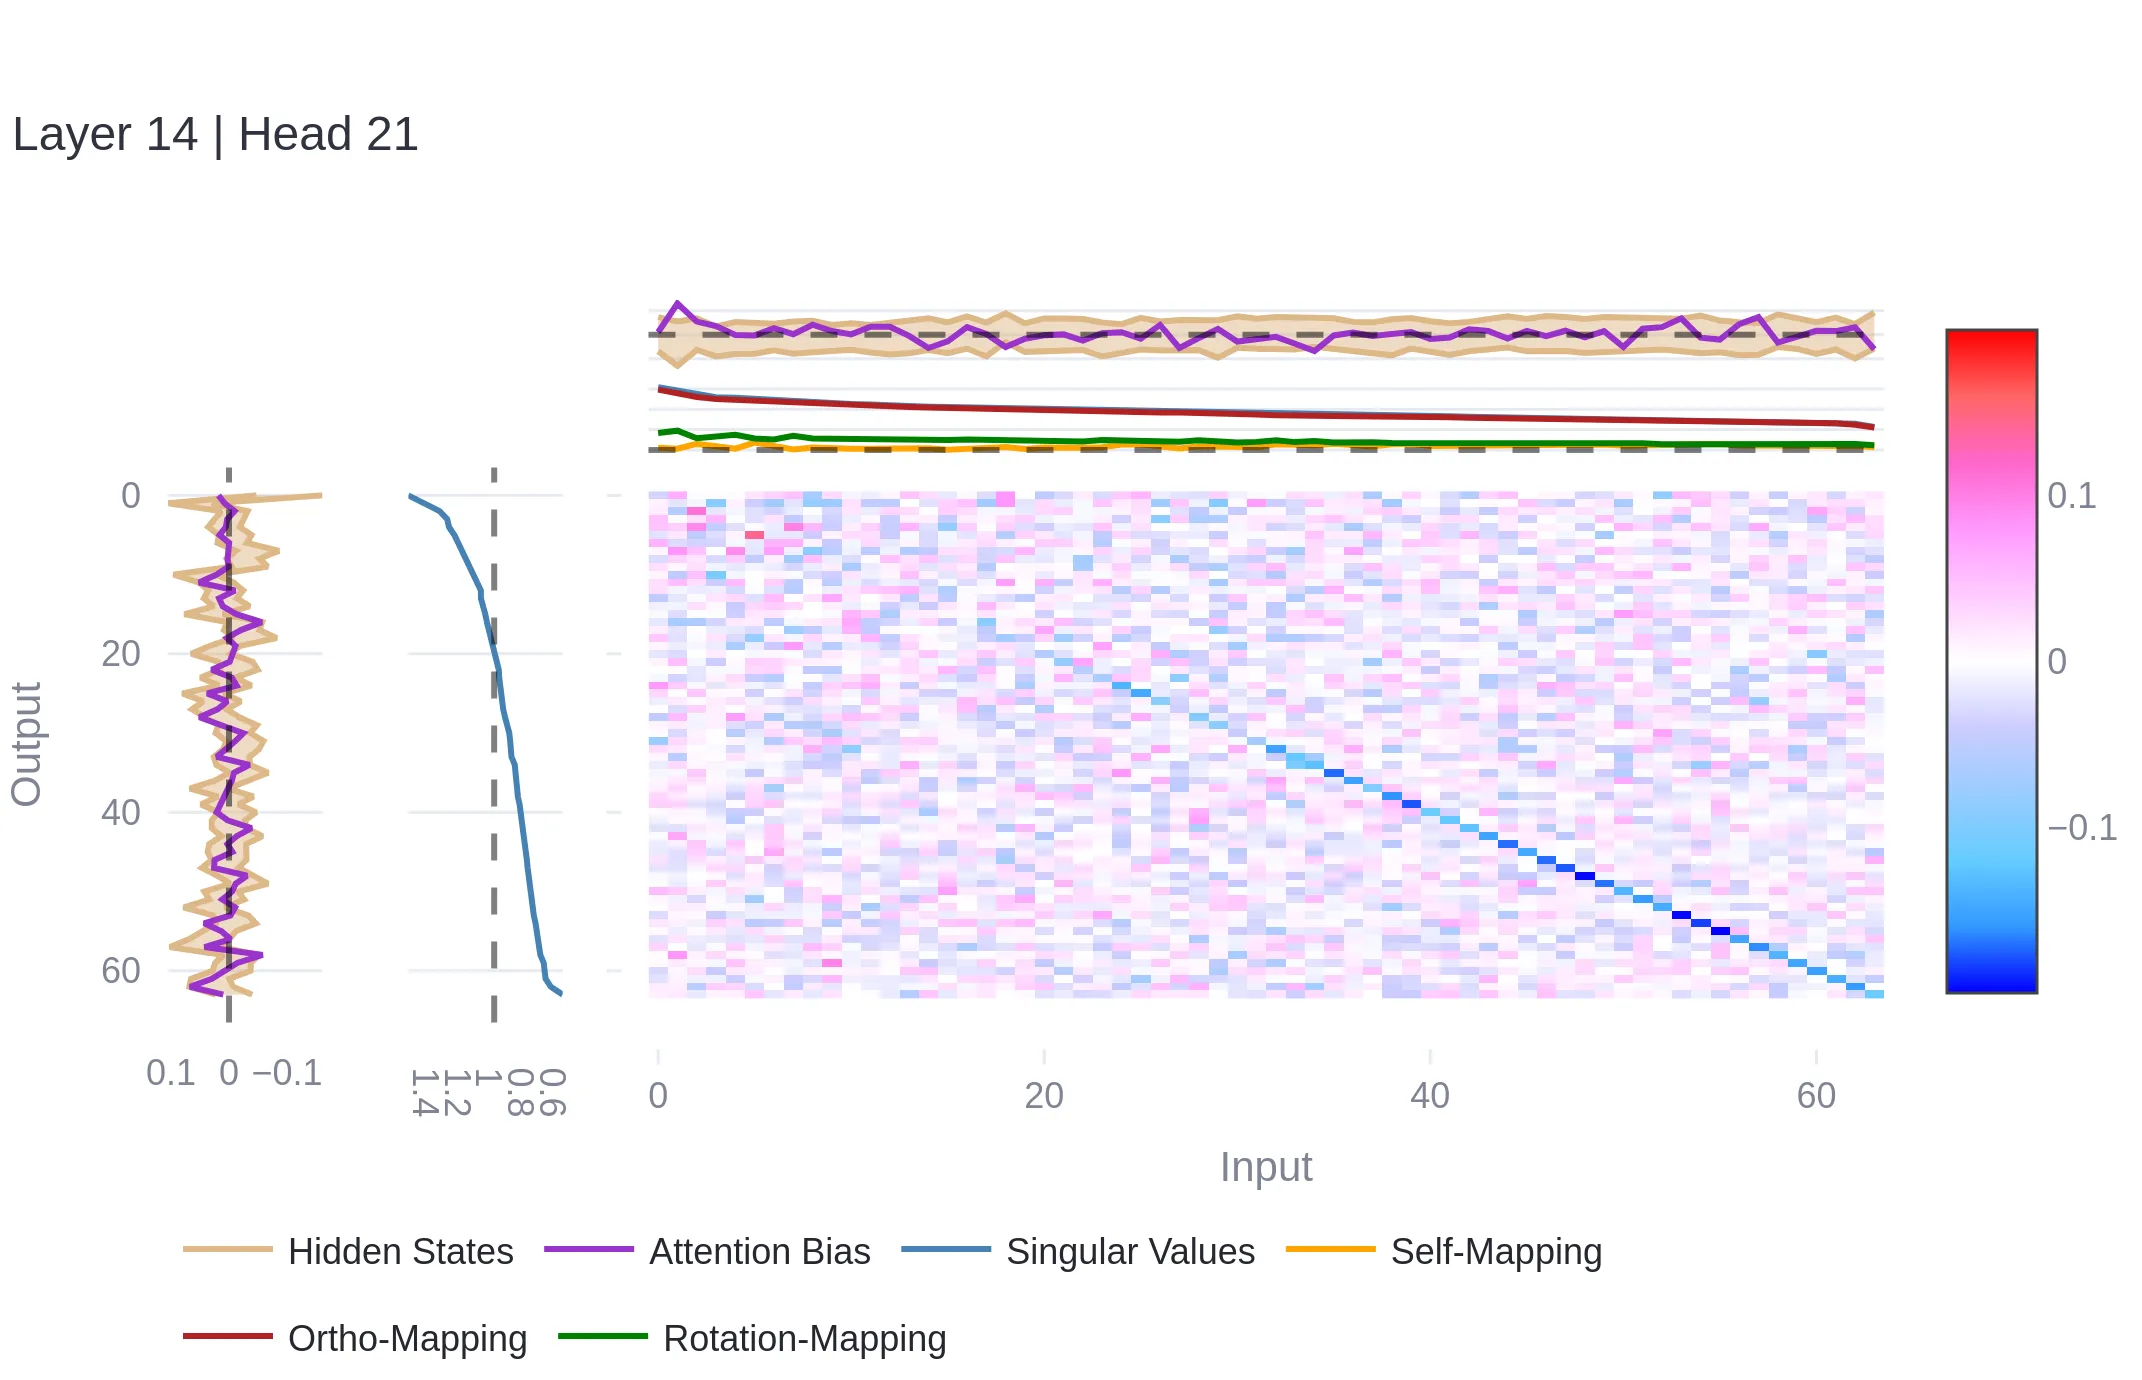 Layer 14 | Head 21
0
20
40
60
Output
0.1 0 −0.1
1.4 1.2 1 0.8 0.6
0 20 40 60
Input
0.1
0
−0.1
Hidden States Attention Bias Singular Values Self-Mapping
Ortho-Mapping Rotation-Mapping